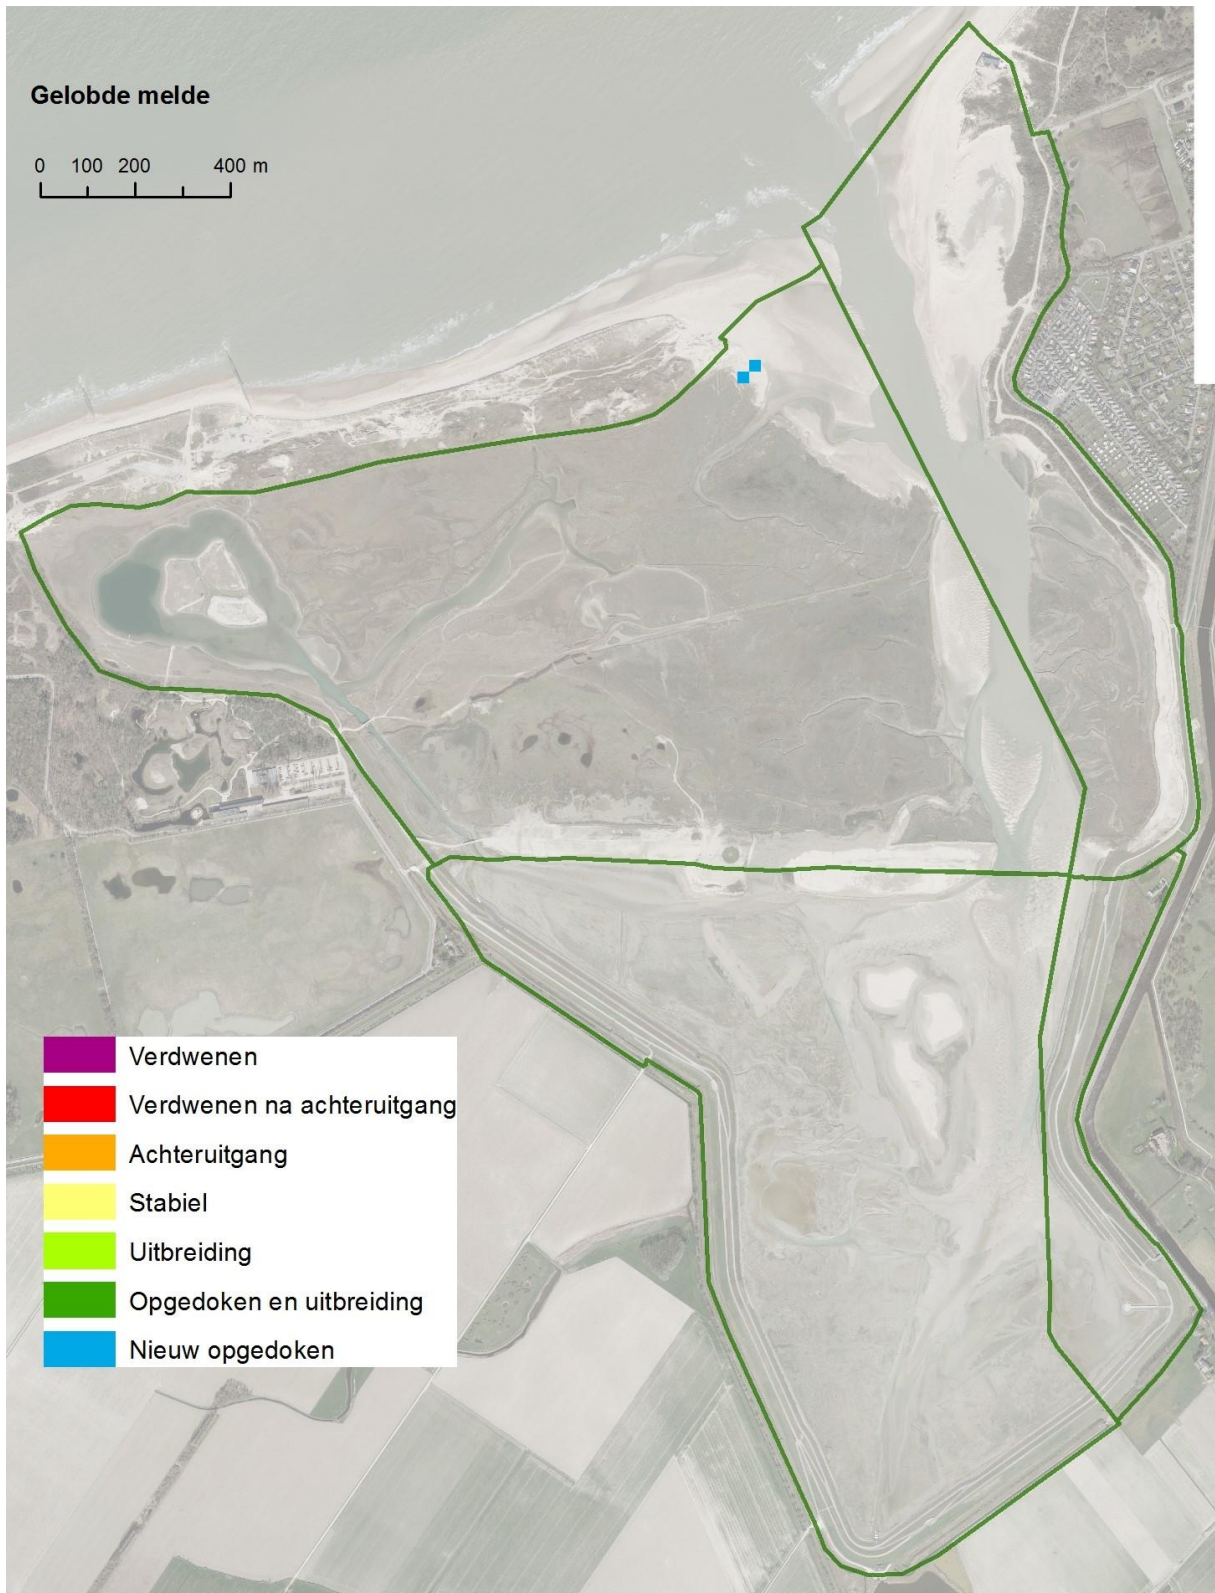 Gelobde melde
0 100 200 400 m
Verdwenen
Verdwenen na achteruitgang
Achteruitgang
Stabiel
Uitbreiding
Opgedoken en uitbreiding
Nieuw opgedoken